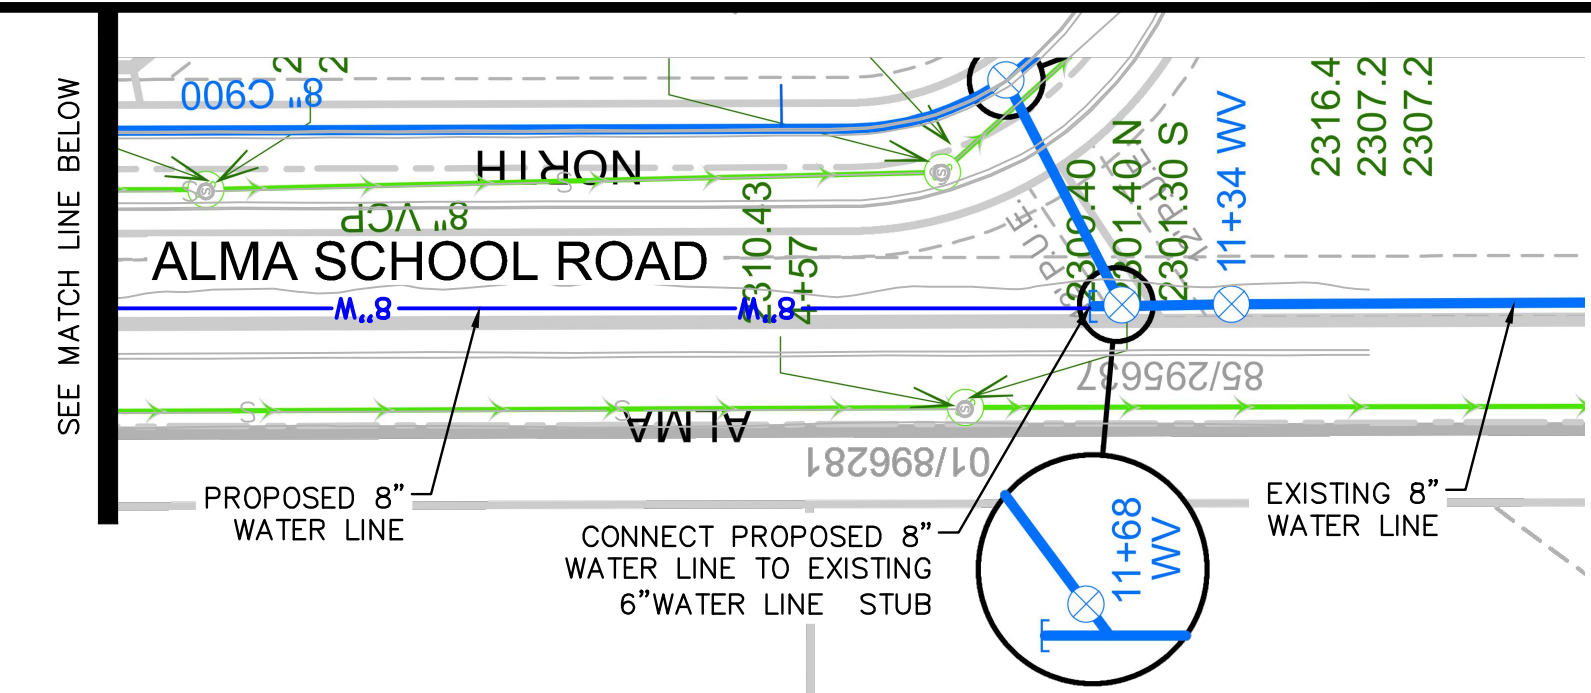 SEE MATCH LINE BELOW
8" C900
NORTH
8" VCP
ALMA SCHOOL ROAD
8"W
8"W
2310.43
4+57
2301.40 N
2301.30 S
11+34 WV
2316.4
2307.2
2307.2
P.U.E.
85/295637
ALMA
01/896281
PROPOSED 8”
WATER LINE
CONNECT PROPOSED 8”
WATER LINE TO EXISTING
6”WATER LINE STUB
11+68
WV
EXISTING 8”
WATER LINE
S
S
S